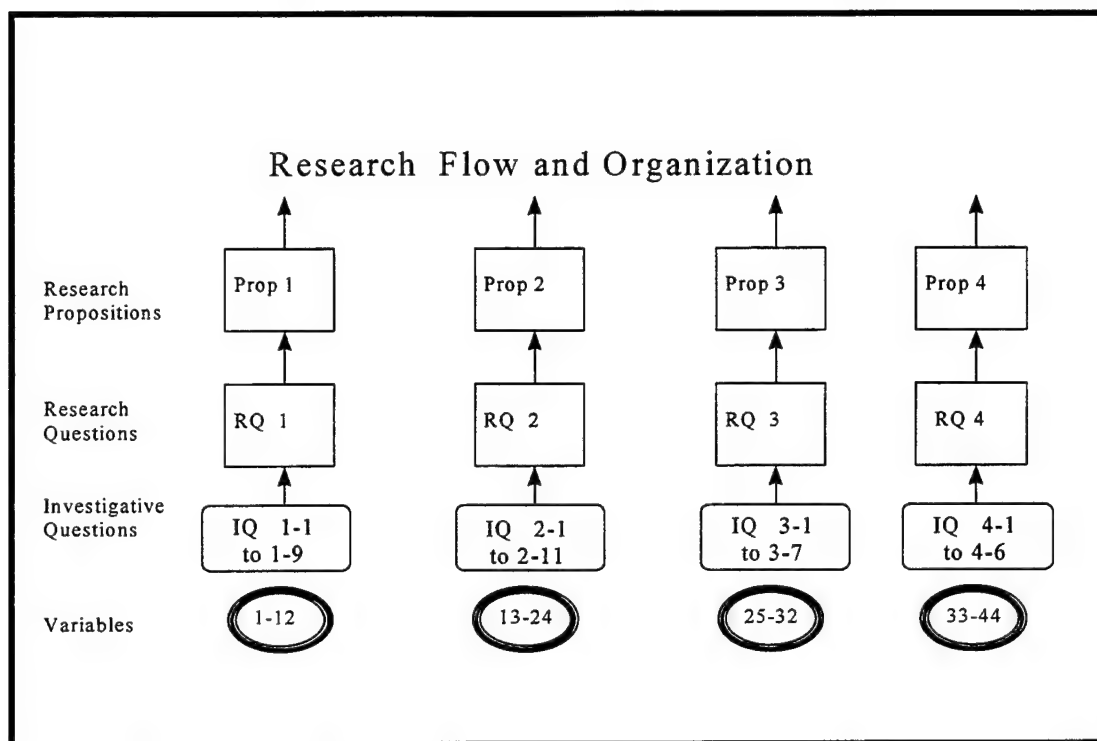 Research Flow and Organization
Research
Propositions
Prop 1
Prop 2
Prop 3
Prop 4
Research
Questions
RQ 1
RQ 2
RQ 3
RQ 4
Investigative
Questions
IQ 1-1
to 1-9
IQ 2-1
to 2-11
IQ 3-1
to 3-7
IQ 4-1
to 4-6
Variables
1-12
13-24
25-32
33-44